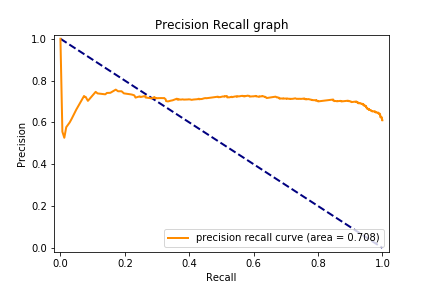 Precision Recall graph
Precision
1.0
0.8
0.6
0.4
0.2
0.0
precision recall curve (area = 0.708)
0.0 0.2 0.4 0.6 0.8 1.0
Recall